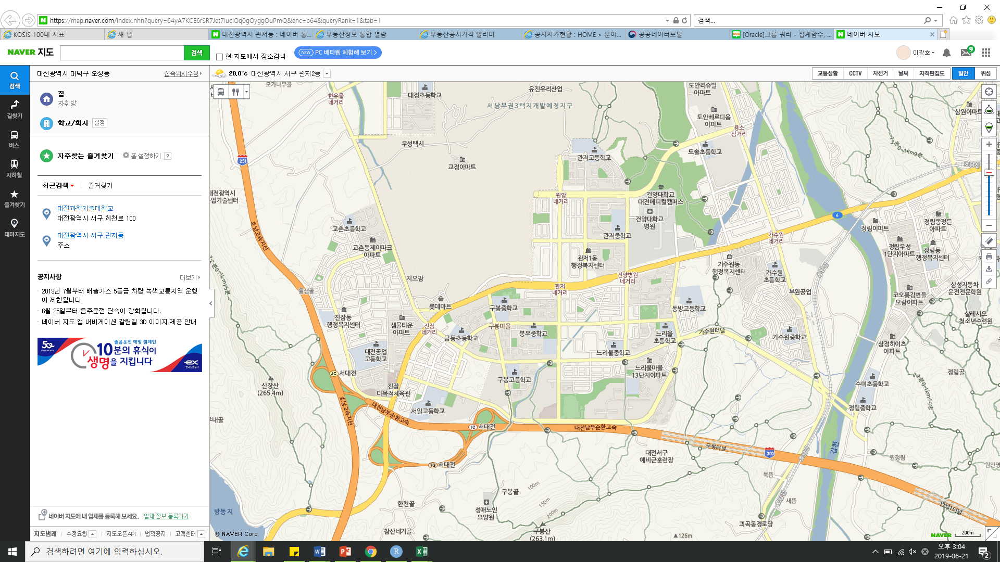 https://map.naver.com/index.nhn?query=64yA7KCE6rSR7Jet7IucIOq0gOyggOuPmQ&enc=b64&queryRank=1&tab=1
검색...
KOSIS 100대 지표
새 탭
대전광역시 관저동 : 네이버 통...
부동산정보 통합 열람
부동산공시가격 알리미
공시지가현황 : HOME > 분야...
공공데이터포털
[Oracle]그룹 쿼리 - 집계함수, ...
네이버 지도
NAVER 지도
검색
현 지도에서 장소검색
NEW PC 베타웹 체험해 보기 >
이광호
9
대전광역시 대덕구 오정동
접속위치수정
28.0°c 대전광역시 서구 관저2동
교통상황
CCTV
자전거
날씨
지적편집도
일반
위성
검색
길찾기
버스
지하철
즐겨찾기
테마지도
집
자취방
학교/회사 설정
자주찾는 즐겨찾기
홈 설정하기 ?
최근검색
즐겨찾기
대전과학기술대학교
대전광역시 서구 혜천로 100
대전광역시 서구 관저동
주소
공지사항
더보기
2019년 7월부터 배출가스 5등급 차량 녹색교통지역 운행
이 제한됩니다
6월 25일부터 음주운전 단속이 강화됩니다.
네이버 지도 앱 내비게이션 갈림길 3D 이미지 제공 안내
졸음운전 예방 캠페인
10분의 휴식이
생명을 지킵니다
ex
한국도로공사
네이버 지도에 내 업체를 등록해 보세요.
업체 정보 등록하기
지도범례
수정요청
지도오픈API
법적공지
고객센터
모가나무골
한우물
네거리
대정초등학교
유진유리산업
서남부권3택지개발예정지구
도안리슈빌
아파트
도안베르디움
아파트
용소
삼거리
삼원아파트
우성택시
교정아파트
관저고등학교
도솔초등학교
251
대전광역시
원앙
네거리
건양대학교
대전메디컬캠퍼스
건양대학교
병원
관저중학교
교촌초등학교
교촌동제이파크
아파트
관저1동
행정복지센터
가수원
네거리
4
정림아파트
정림동정든
아파트
정림우성
1단지아파트
정림동
행정복지센터
호남고속지선
지오팜
관저
네거리
건양병원
네거리
가수원동
행정복지센터
가수원
초등학교
부원공업
코오롱강변들
보람아파트
삼성지동차
운전전문학원
돌샘골
롯데마트
진잠동
행정복지센터
샘물타운
아파트
진잠
네거리
구봉중학교
구봉마을
봉우중학교
금동초등학교
동방고등학교
느리울
초등학교
가수원터널
가수원중학교
실레시오
청소년수련원
삼정하이츠
아파트
대전공업
고등학교
느리울중학교
느리울마을
13단지아파트
JC 서대전
구봉고등학교
진잠
다목적체육관
서일고등학교
산장산
(265.4m)
호남고속지선
대전남부순환고속
IC 서대전
대전남부순환고속
수미초등학교
정림골
정림중학교
구봉터널
300
갑천
호남선
원정림
TG 서대전
대전서구
예비군훈련장
북뜸
구봉골
100m
150m
200m
한천골
성애노인
요양원
방동지
참산네기골
쿠봉산
(263.1m)
괴곡동경로당
새뜸
호남선
안영1터널
126m
© NAVER Corp.
NAVER
200m
검색하려면 여기에 입력하십시오.
오후 3:04
2019-06-21
2